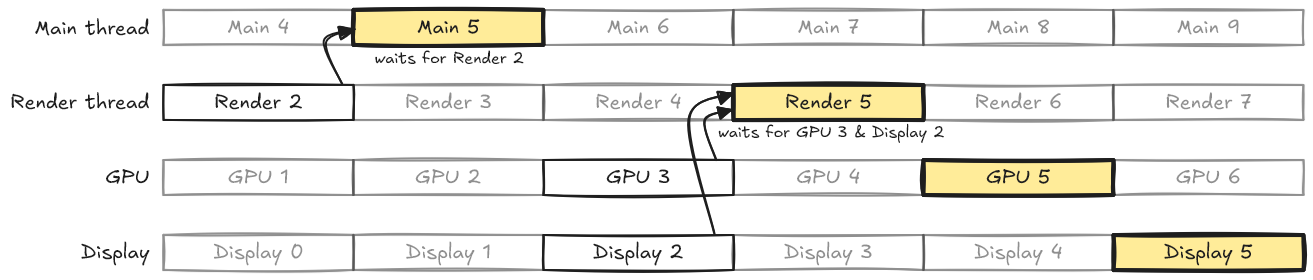 Main thread Main 4 Main 5 Main 6 Main 7 Main 8 Main 9
waits for Render 2
Render thread Render 2 Render 3 Render 4 Render 5 Render 6 Render 7
waits for GPU 3 & Display 2
GPU GPU 1 GPU 2 GPU 3 GPU 4 GPU 5 GPU 6
Display Display 0 Display 1 Display 2 Display 3 Display 4 Display 5